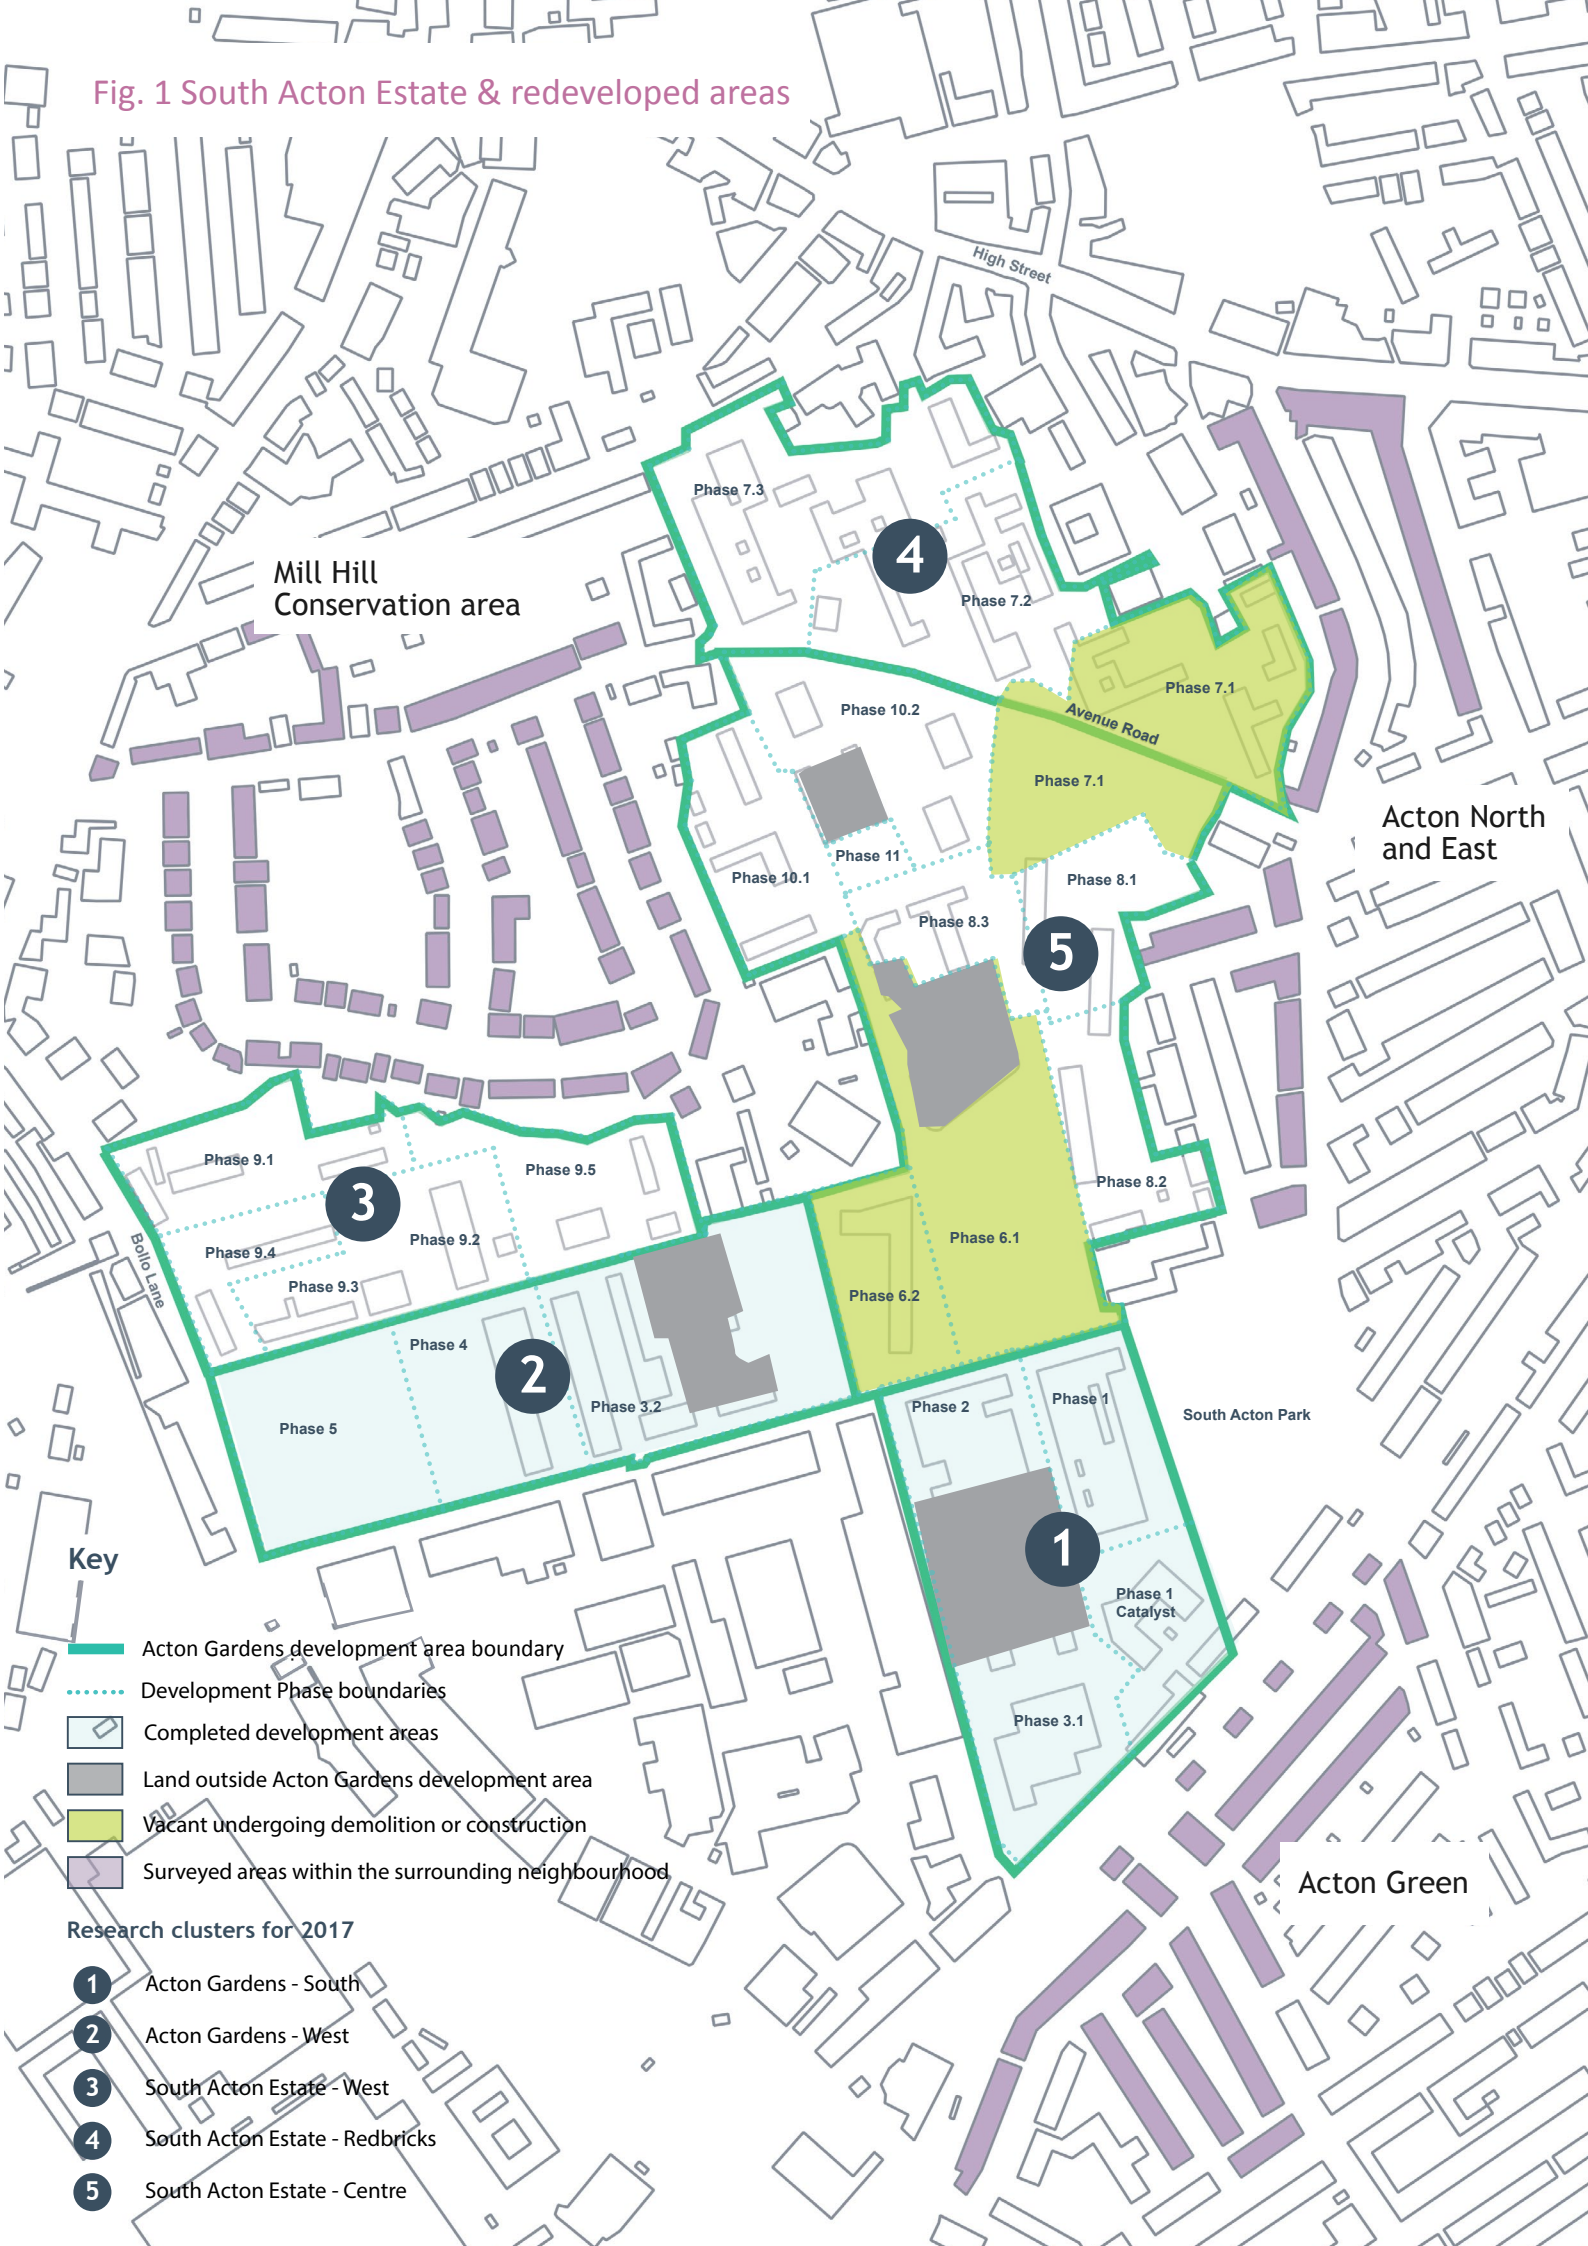 Fig. 1 South Acton Estate & redeveloped areas
High Street
Phase 7.3
4
Mill Hill
Conservation area
Phase 7.2
Phase 7.1
Phase 10.2
Avenue Road
Phase 7.1
Acton North
and East
Phase 11
Phase 10.1
Phase 8.1
Phase 8.3
5
Phase 9.1
Phase 9.5
3
Phase 8.2
Phase 9.4
Phase 9.2
Phase 6.1
Bollo Lane
Phase 9.3
Phase 6.2
Phase 4
2
Phase 3.2
Phase 2
Phase 1
South Acton Park
Phase 5
1
Phase 1
Catalyst
Phase 3.1
Key
Acton Gardens development area boundary
Development Phase boundaries
Completed development areas
Land outside Acton Gardens development area
Vacant undergoing demolition or construction
Surveyed areas within the surrounding neighbourhood
Acton Green
Research clusters for 2017
1 Acton Gardens - South
2 Acton Gardens - West
3 South Acton Estate - West
4 South Acton Estate - Redbricks
5 South Acton Estate - Centre